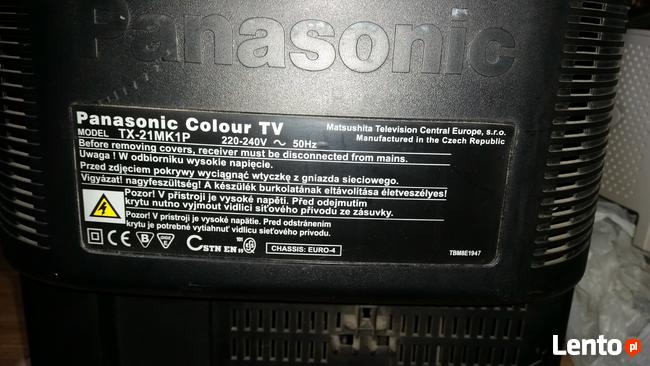 Panasonic
Panasonic Colour TV
MODEL TX-21MK1P 220-240V ~ 50Hz
Matsushita Television Central Europe, s.r.o.
Manufactured in the Czech Republic
Before removing covers, receiver must be disconnected from mains.
Uwaga ! W odbiorniku wysokie napięcie.
Przed zdjęciem pokrywy wyciągnąć wtyczkę z gniazda sieciowego.
Vigyázat! nagyfeszültség! A készülék burkolatának eltávolítása életveszélyes!
Pozor! V přístroji je vysoké napětí. Před odejmutím
krytu nutno vyjmout vidlici síťového přívodu ze zásuvky.
Pozor! V prístroji je vysoké napätie. Pred odstránením
krytu je potrebné vytiahnuť vidlicu sieťového prívodu.
CE B CSTN EN
CHASSIS: EURO-4
TBM8E1947
Lento pl